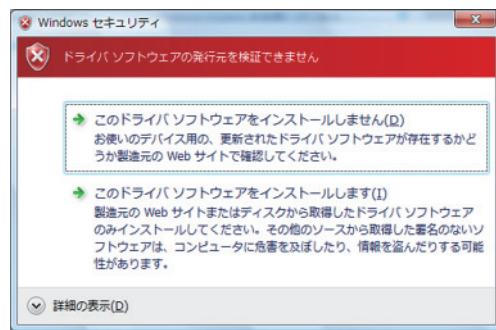 Windows セキュリティ
ドライバ ソフトウェアの発行元を検証できません
このドライバ ソフトウェアをインストールしません(D)
お使いのデバイス用の、更新されたドライバ ソフトウェアが存在するかど
うか製造元の Web サイトで確認してください。
このドライバ ソフトウェアをインストールします(I)
製造元の Web サイトまたはディスクから取得したドライバ ソフトウェア
のみインストールしてください。その他のソースから取得した署名のないソ
フトウェアは、コンピュータに危害を及ぼしたり、情報を盗んだりする可能
性があります。
詳細の表示(D)